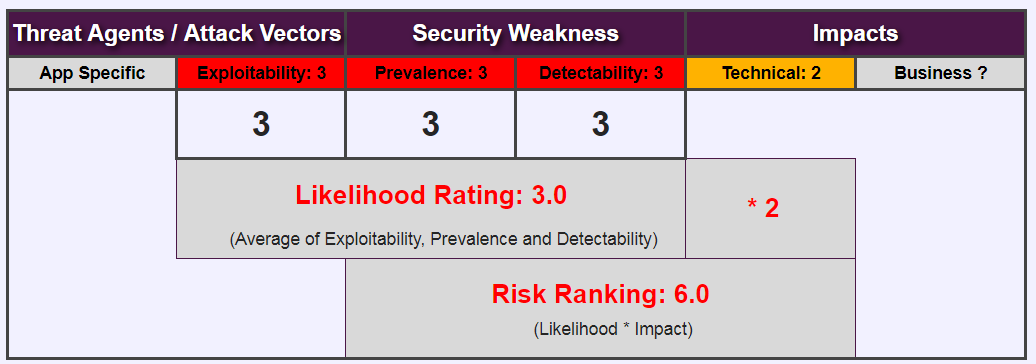 Threat Agents / Attack Vectors Security Weakness Impacts
App Specific Exploitability: 3 Prevalence: 3 Detectability: 3 Technical: 2 Business ?
3 3 3
Likelihood Rating: 3.0
* 2
(Average of Exploitability, Prevalence and Detectability)
Risk Ranking: 6.0
(Likelihood * Impact)